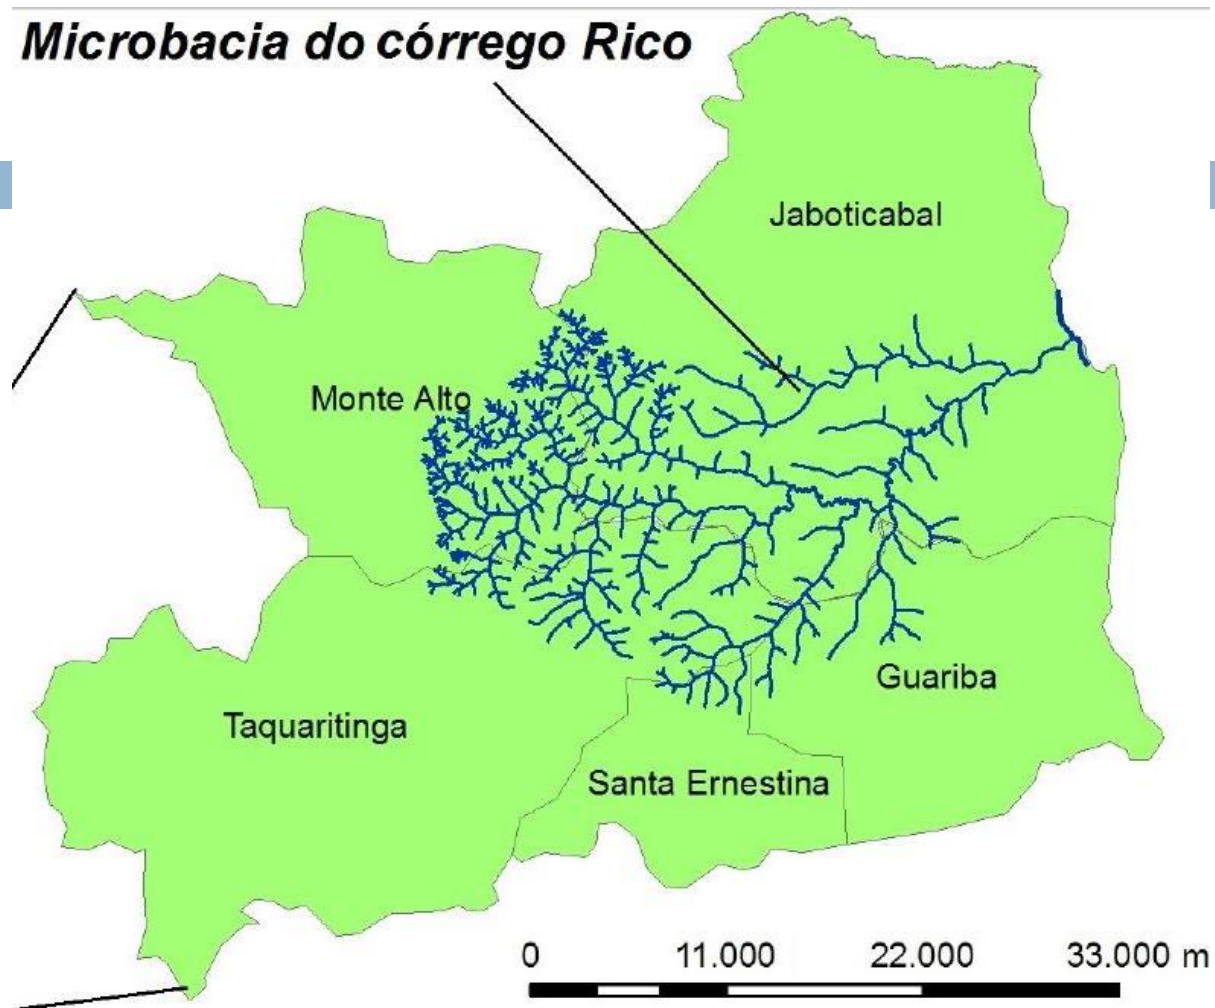 Microbacia do córrego Rico
Jaboticabal
Monte Alto
Guariba
Taquaritinga
Santa Ernestina
0 11.000 22.000 33.000 m